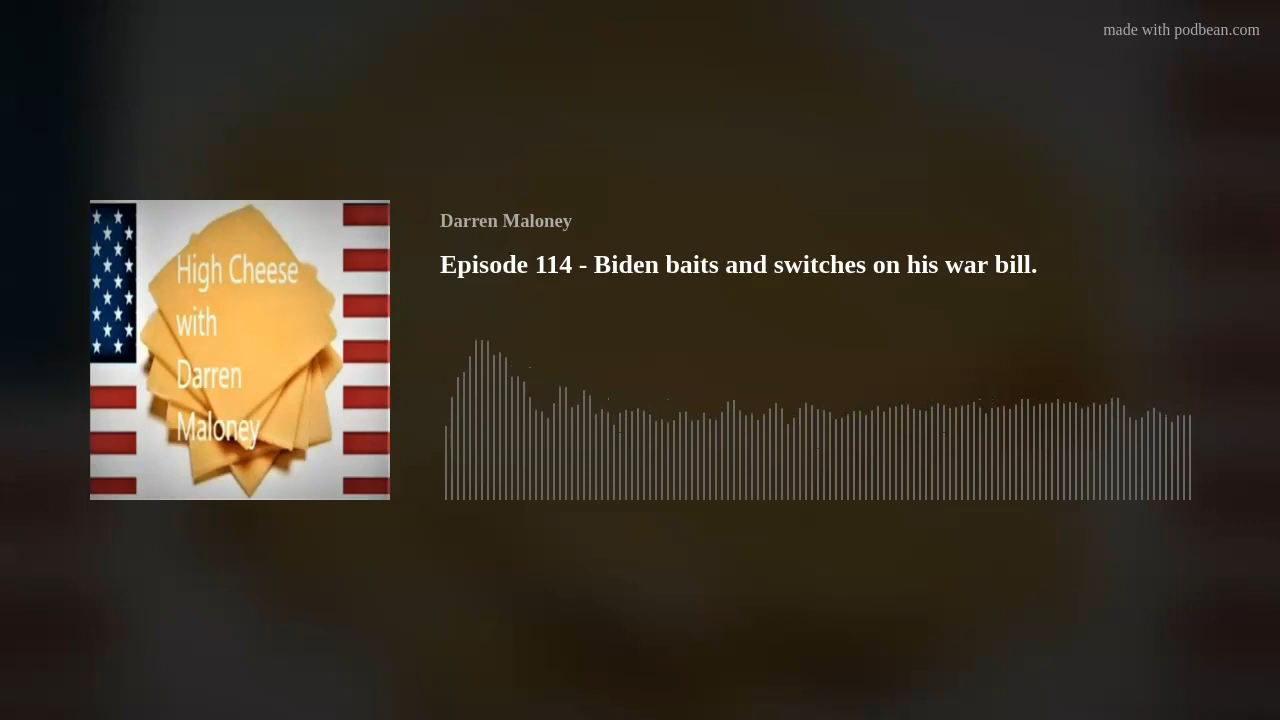 made with podbean.com
High Cheese
with
Darren
Maloney
Darren Maloney
Episode 114 - Biden baits and switches on his war bill.